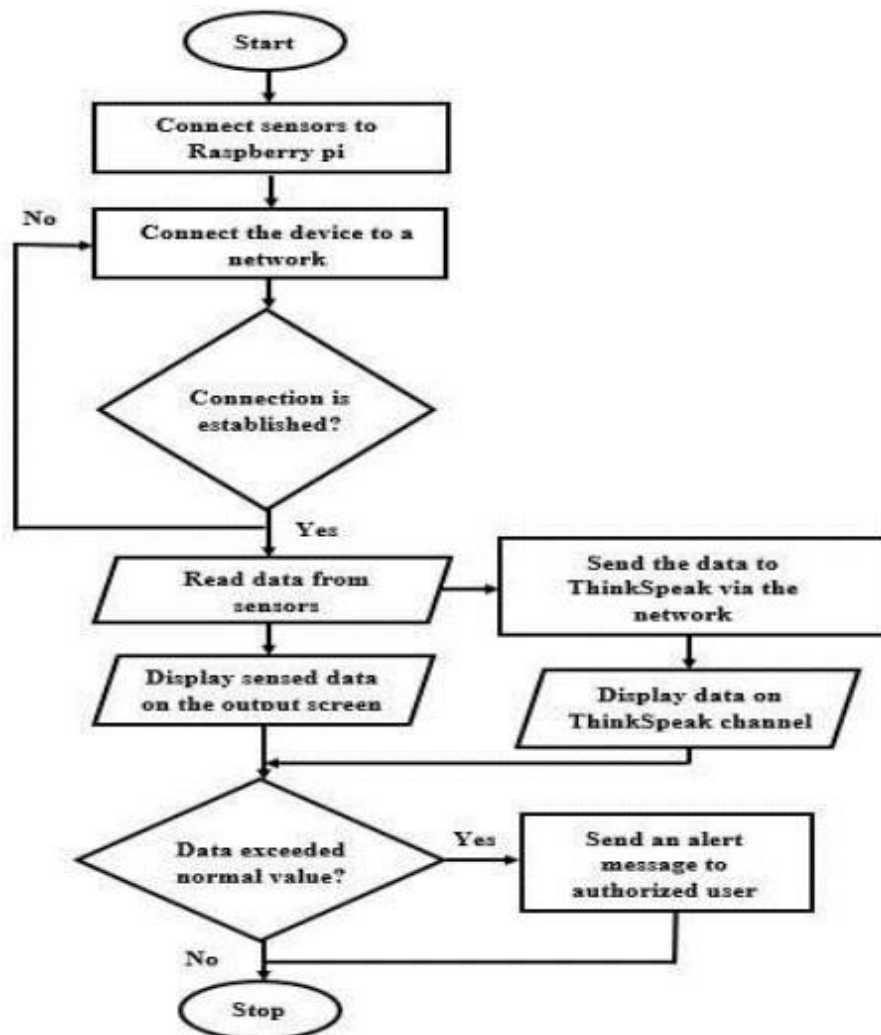 Start
Connect sensors to
Raspberry pi
No
Connect the device to a
network
Connection is
established?
Yes
Read data from
sensors
Send the data to
ThinkSpeak via the
network
Display sensed data
on the output screen
Display data on
ThinkSpeak channel
Data exceeded
normal value?
Yes
Send an alert
message to
authorized user
No
Stop